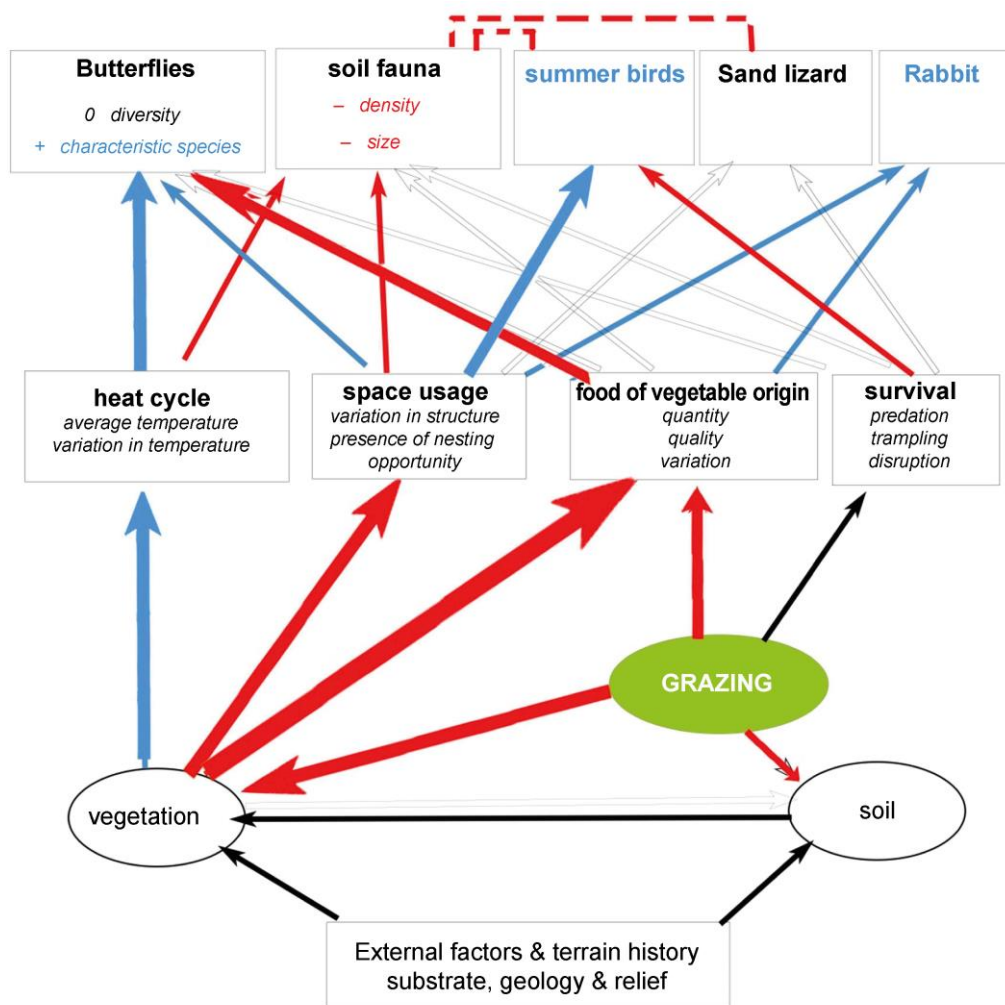 Butterflies
0 diversity
+ characteristic species
soil fauna
– density
– size
summer birds
Sand lizard
Rabbit
heat cycle
average temperature
variation in temperature
space usage
variation in structure
presence of nesting
opportunity
food of vegetable origin
quantity
quality
variation
survival
predation
trampling
disruption
GRAZING
vegetation
soil
External factors & terrain history
substrate, geology & relief